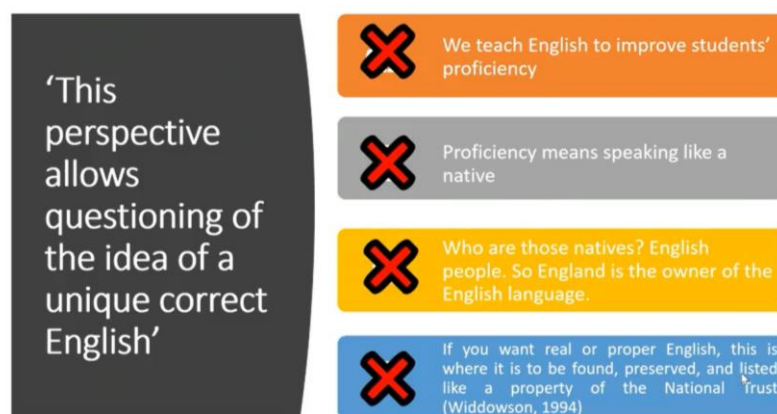 ‘This
perspective
allows
questioning of
the idea of a
unique correct
English’
We teach English to improve students’
proficiency
Proficiency means speaking like a
native
Who are those natives? English
people. So England is the owner of the
English language.
If you want real or proper English, this is
where it is to be found, preserved, and listed
like a property of the National Trust
(Widdowson, 1994)